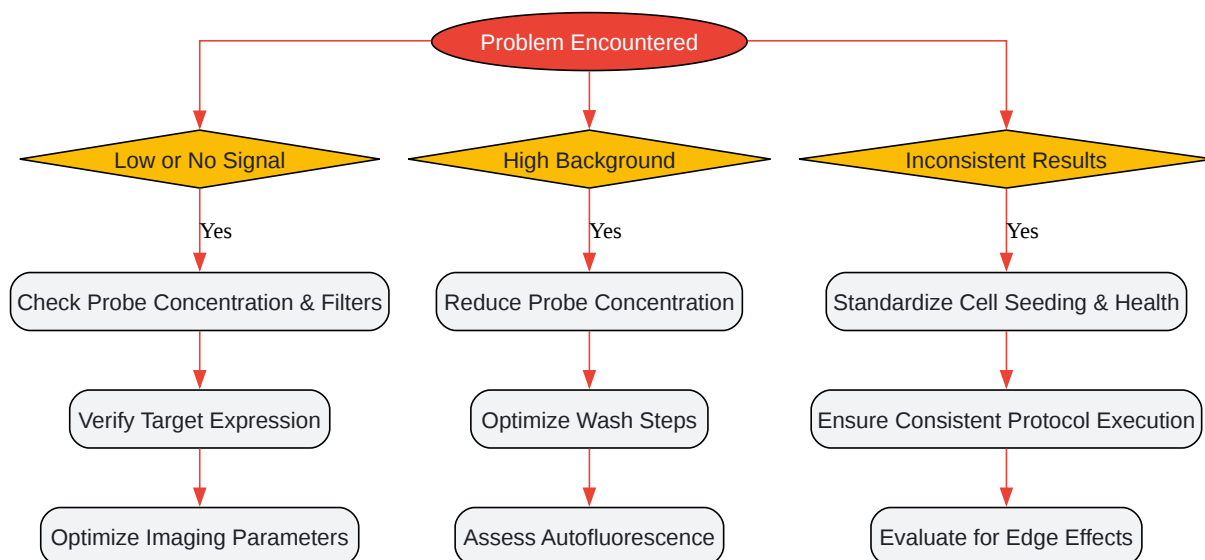 Problem Encountered
Low or No Signal
High Background
Inconsistent Results
Yes
Yes
Yes
Check Probe Concentration & Filters
Reduce Probe Concentration
Standardize Cell Seeding & Health
Verify Target Expression
Optimize Wash Steps
Ensure Consistent Protocol Execution
Optimize Imaging Parameters
Assess Autofluorescence
Evaluate for Edge Effects